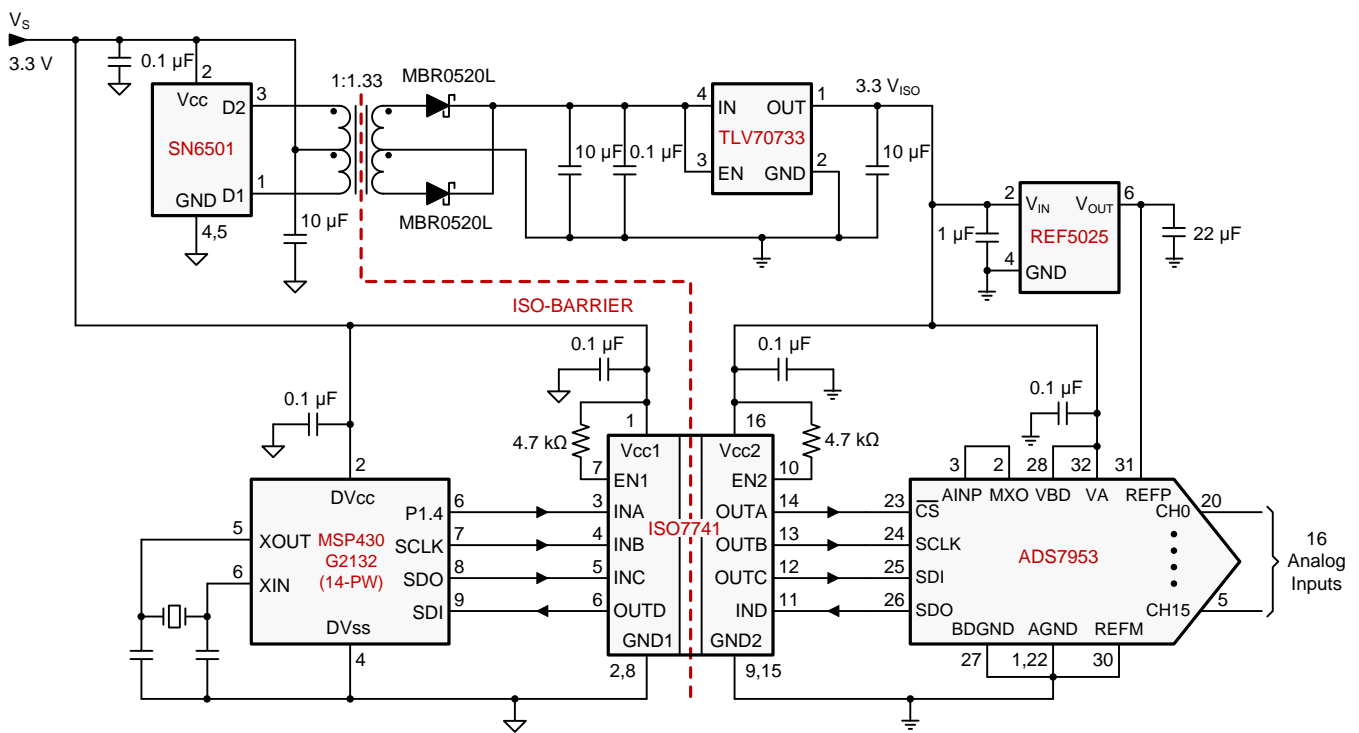 VS
3.3 V
0.1 µF
2
Vcc
D2
3
SN6501
D1
1
GND
4,5
10 µF
1:1.33
MBR0520L
MBR0520L
10 µF
0.1 µF
4
IN
OUT
1
TLV70733
3
EN
GND
2
3.3 VISO
10 µF
2
VIN
VOUT
6
REF5025
1 µF
4
GND
22 µF
ISO-BARRIER
0.1 µF
0.1 µF
0.1 µF
0.1 µF
4.7 kΩ
4.7 kΩ
2
DVcc
5
XOUT
6
XIN
MSP430
G2132
(14-PW)
P1.4
6
SCLK
7
SDO
8
SDI
9
DVss
4
1
Vcc1
7
EN1
3
INA
4
INB
5
INC
6
OUTD
GND1
2,8
ISO7741
16
Vcc2
10
EN2
14
OUTA
13
OUTB
12
OUTC
11
IND
GND2
9,15
3
2
28
32
31
AINP
MXO
VBD
VA
REFP
23
CS
24
SCLK
25
SDI
26
SDO
ADS7953
CH0
20
CH15
5
BDGND
AGND
REFM
27
1,22
30
16
Analog
Inputs